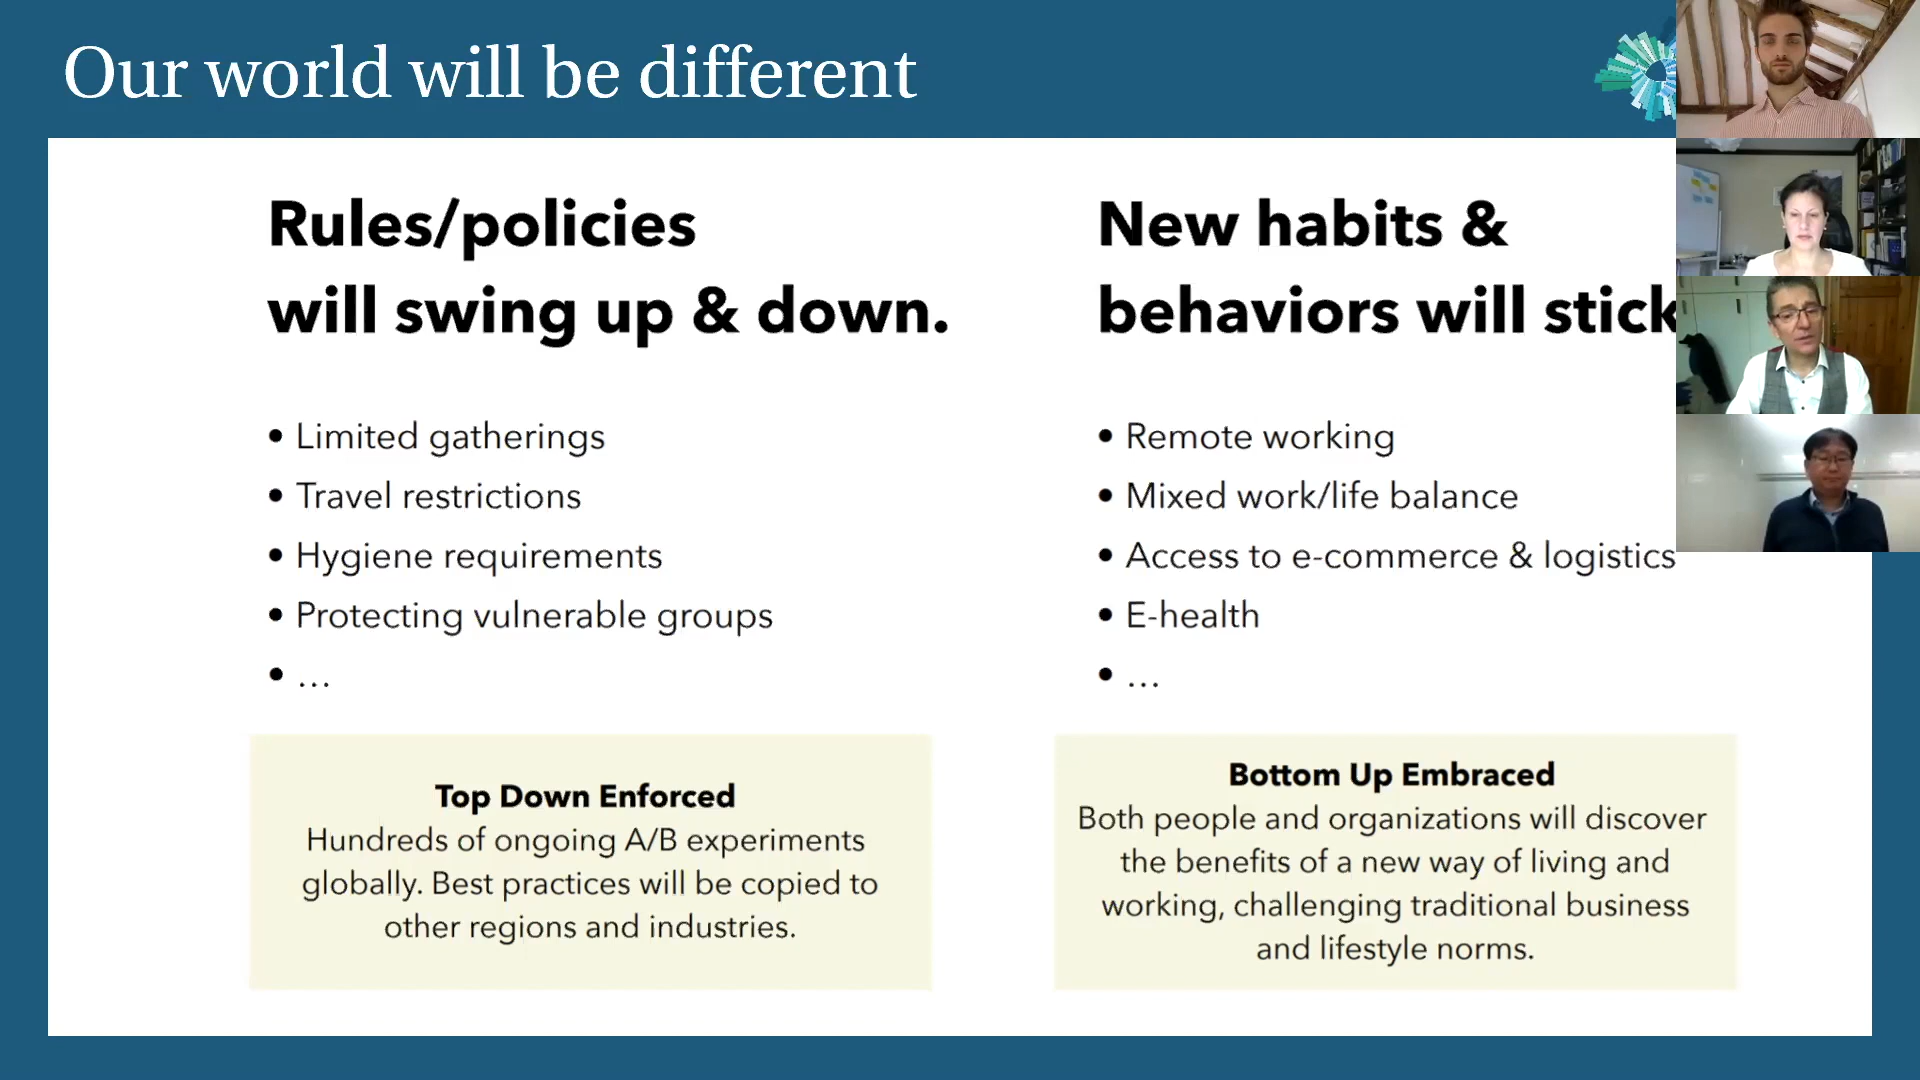 Our world will be different
Rules/policies
will swing up & down.
• Limited gatherings
• Travel restrictions
• Hygiene requirements
• Protecting vulnerable groups
• ...
Top Down Enforced
Hundreds of ongoing A/B experiments
globally. Best practices will be copied to
other regions and industries.
New habits &
behaviors will stick
• Remote working
• Mixed work/life balance
• Access to e-commerce & logistics
• E-health
• ...
Bottom Up Embraced
Both people and organizations will discover
the benefits of a new way of living and
working, challenging traditional business
and lifestyle norms.